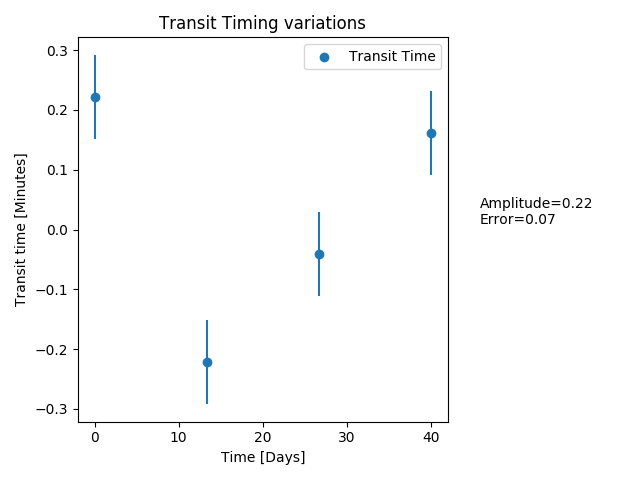 Transit Timing variations
Transit Time
0.3
0.2
0.1
0.0
−0.1
−0.2
−0.3
Transit time [Minutes]
Amplitude=0.22
Error=0.07
0 10 20 30 40
Time [Days]